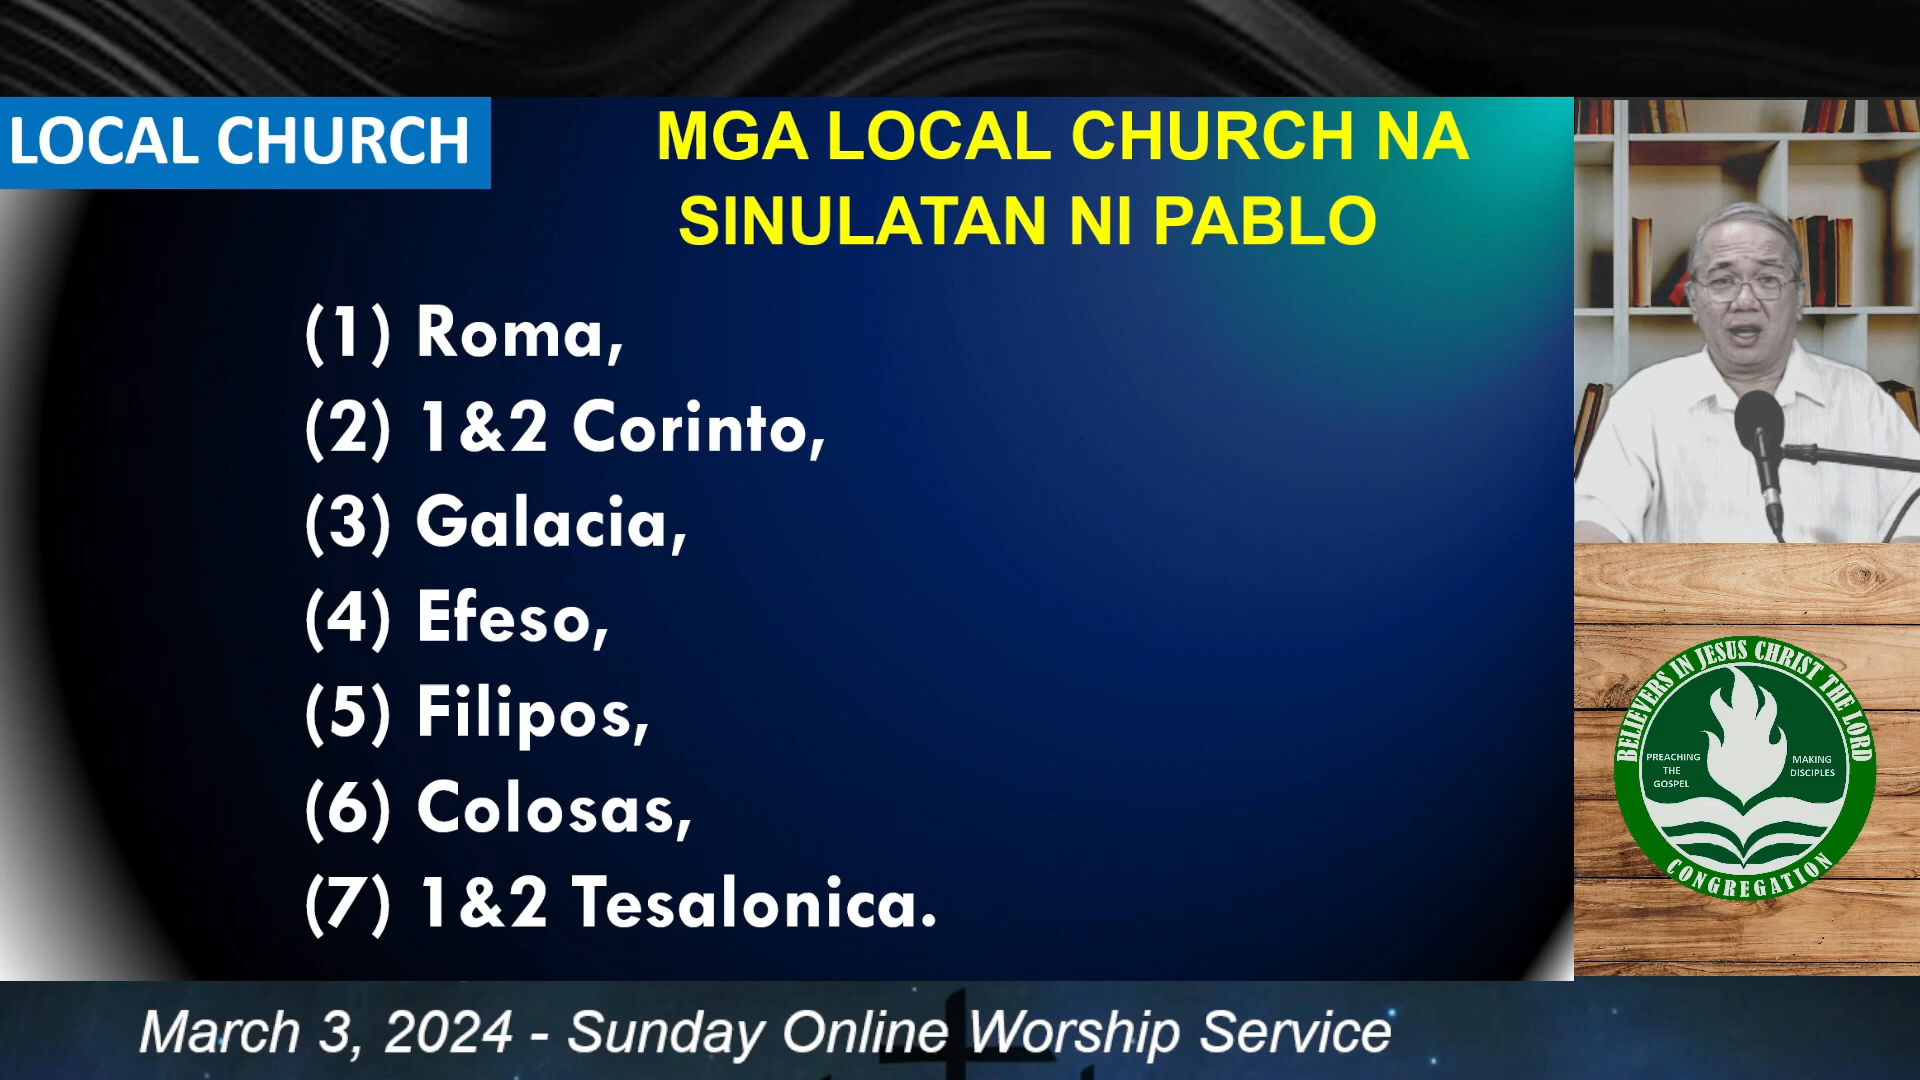 LOCAL CHURCH
MGA LOCAL CHURCH NA
SINULATAN NI PABLO
(1) Roma,
(2) 1&2 Corinto,
(3) Galacia,
(4) Efeso,
(5) Filipos,
(6) Colosas,
(7) 1&2 Tesalonica.
BELIEVERS IN JESUS CHRIST THE LORD
PREACHING
THE
GOSPEL
MAKING
DISCIPLES
CONGREGATION
March 3, 2024 - Sunday Online Worship Service